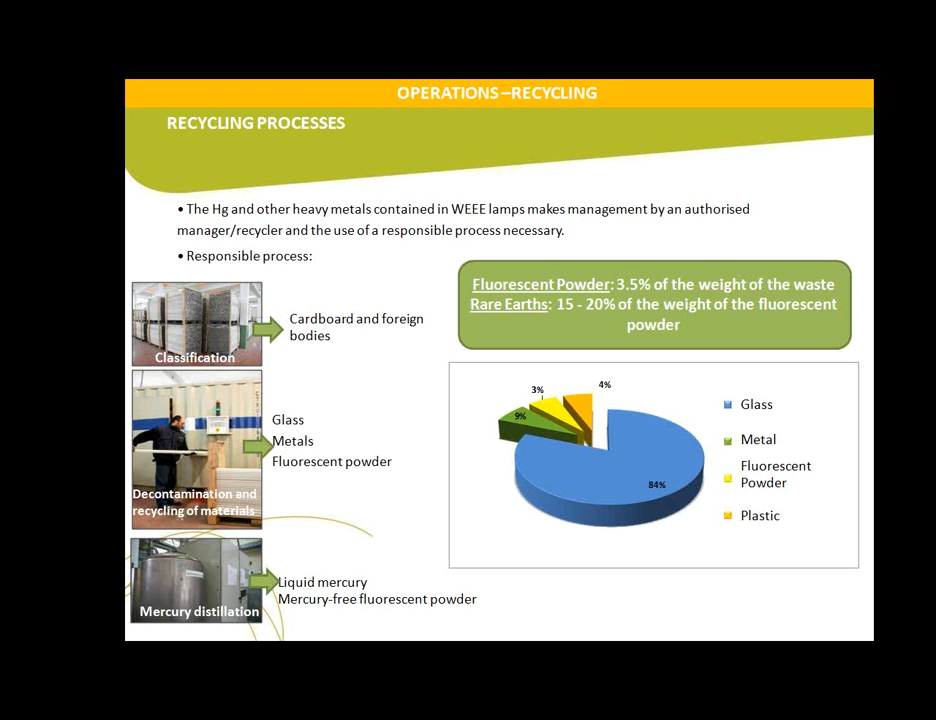 OPERATIONS –RECYCLING
RECYCLING PROCESSES
• The Hg and other heavy metals contained in WEEE lamps makes management by an authorised
manager/recycler and the use of a responsible process necessary.
• Responsible process:
Fluorescent Powder: 3.5% of the weight of the waste
Rare Earths: 15 - 20% of the weight of the fluorescent
powder
Classification
Cardboard and foreign
bodies
Decontamination and
recycling of materials
Glass
Metals
Fluorescent powder
Mercury distillation
Liquid mercury
Mercury-free fluorescent powder
84%
9%
3%
4%
Glass
Metal
Fluorescent
Powder
Plastic